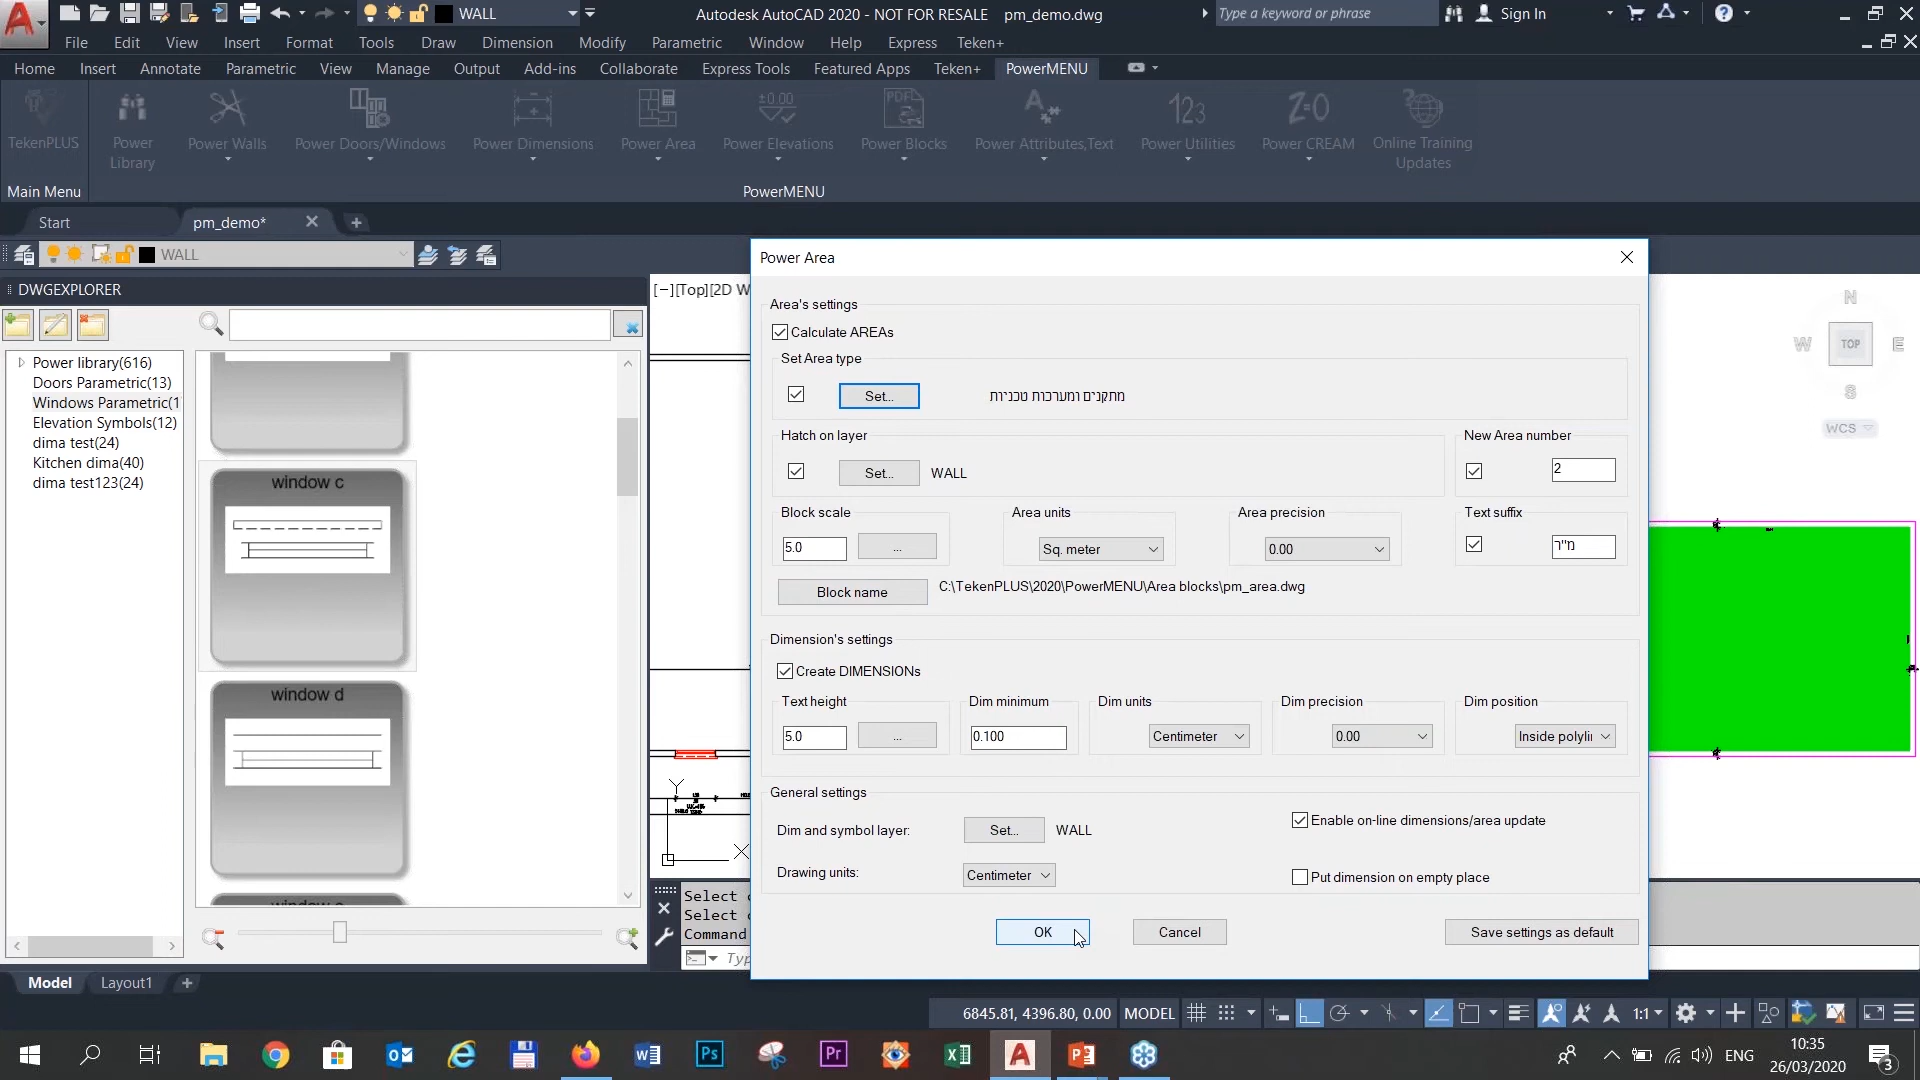 WALL
Autodesk AutoCAD 2020 - NOT FOR RESALE pm_demo.dwg
Type a keyword or phrase
Sign In
File Edit View Insert Format Tools Draw Dimension Modify Parametric Window Help Express Teken+
Home Insert Annotate Parametric View Manage Output Add-ins Collaborate Express Tools Featured Apps Teken+ PowerMENU
TekenPLUS
Power Library
Power Walls
Power Doors/Windows
Power Dimensions
Power Area
±0.00
Power Elevations
PDF
Power Blocks
Power Attributes,Text
123
Power Utilities
Power CREAM
Online Training Updates
Main Menu
PowerMENU
Start
pm_demo*
WALL
DWGEXPLORER
Power library(616)
Doors Parametric(13)
Windows Parametric(1
Elevation Symbols(12)
dima test(24)
Kitchen dima(40)
dima test123(24)
window c
window d
[−][Top][2D W
Y
X
Select
Select
Command
Power Area
Area's settings
Calculate AREAs
Set Area type
Set...
מתקנים ומערכות טכניות
Hatch on layer
Set...
WALL
New Area number
2
Block scale
5.0
...
Area units
Sq. meter
Area precision
0.00
Text suffix
מ"ר
Block name
C:\TekenPLUS\2020\PowerMENU\Area blocks\pm_area.dwg
Dimension's settings
Create DIMENSIONs
Text height
5.0
...
Dim minimum
0.100
Dim units
Centimeter
Dim precision
0.00
Dim position
Inside polyli
General settings
Dim and symbol layer:
Set...
WALL
Enable on-line dimensions/area update
Drawing units:
Centimeter
Put dimension on empty place
OK
Cancel
Save settings as default
N
W
TOP
E
S
WCS
Model
Layout1
6845.81, 4396.80, 0.00
MODEL
1:1
ENG
10:35
26/03/2020
3